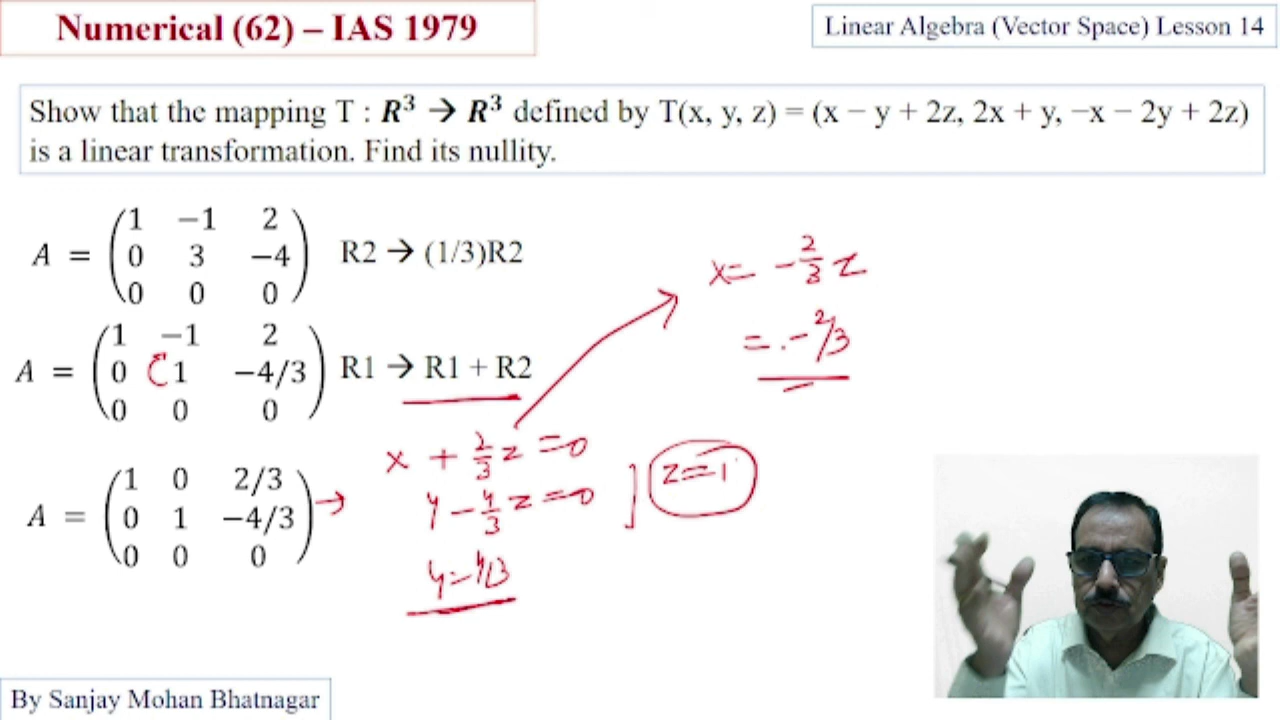 Numerical (62) – IAS 1979
Linear Algebra (Vector Space) Lesson 14
Show that the mapping T : R³ → R³ defined by T(x, y, z) = (x − y + 2z, 2x + y, −x − 2y + 2z)
is a linear transformation. Find its nullity.
1 −1 2
A = 0 3 −4 R2 → (1/3)R2
0 0 0
1 −1 2
A = 0 1 −4/3 R1 → R1 + R2
0 0 0
1 0 2/3
A = 0 1 −4/3 →
0 0 0
x + 2/3 z = 0
y − 4/3 z = 0
z = 1
y = 4/3
x = − 2/3 z
= − 2/3
By Sanjay Mohan Bhatnagar